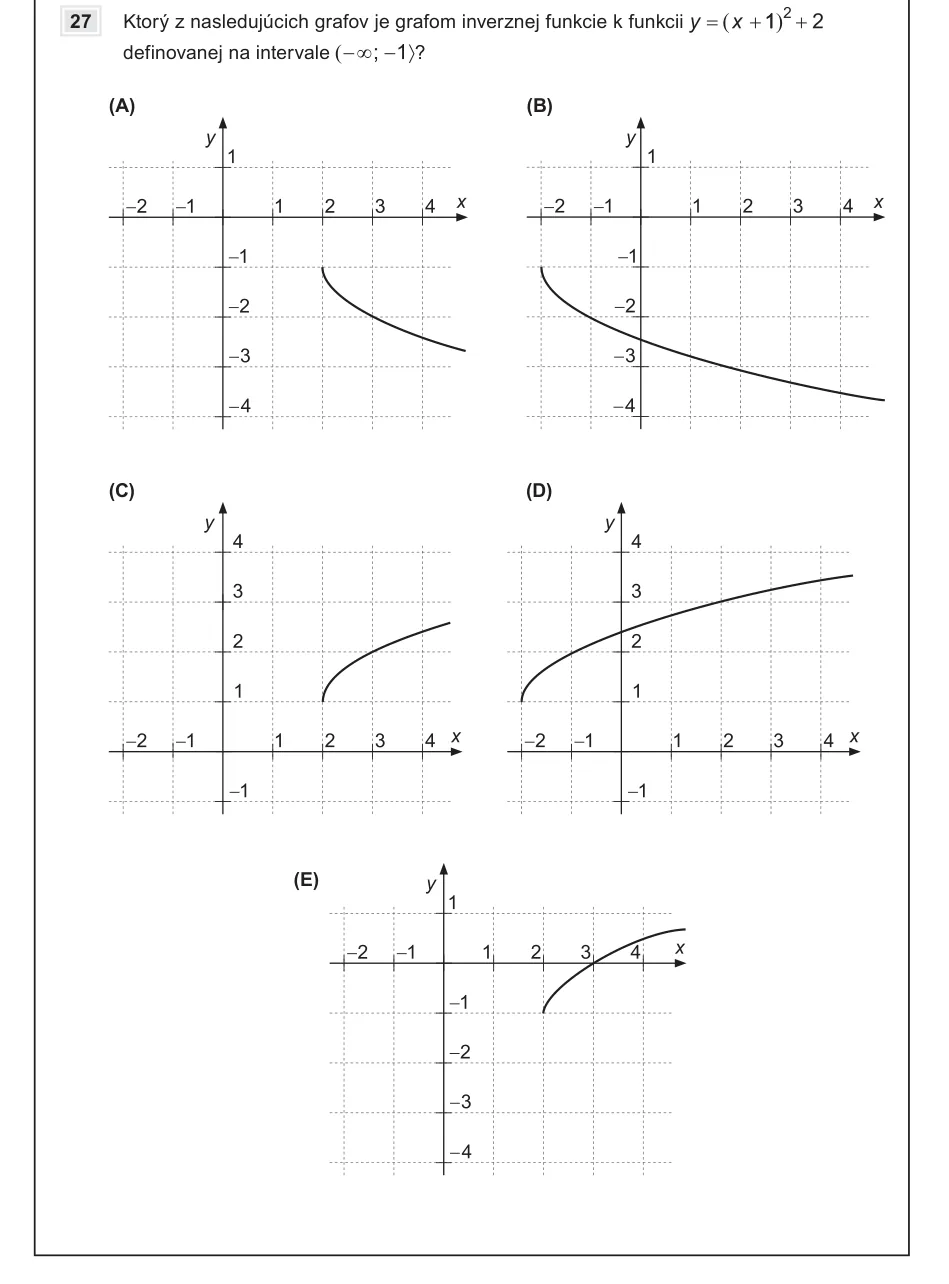 27 Ktorý z nasledujúcich grafov je grafom inverznej funkcie k funkcii y = (x + 1)² + 2
definovanej na intervale (−∞; −1⟩?
(A) (B)
y y
1 1
−2 −1 1 2 3 4 x −2 −1 1 2 3 4 x
−1 −1
−2 −2
−3 −3
−4 −4
(C) (D)
y y
4 4
3 3
2 2
1 1
−2 −1 1 2 3 4 x −2 −1 1 2 3 4 x
−1 −1
(E)
y
1
−2 −1 1 2 3 4 x
−1
−2
−3
−4